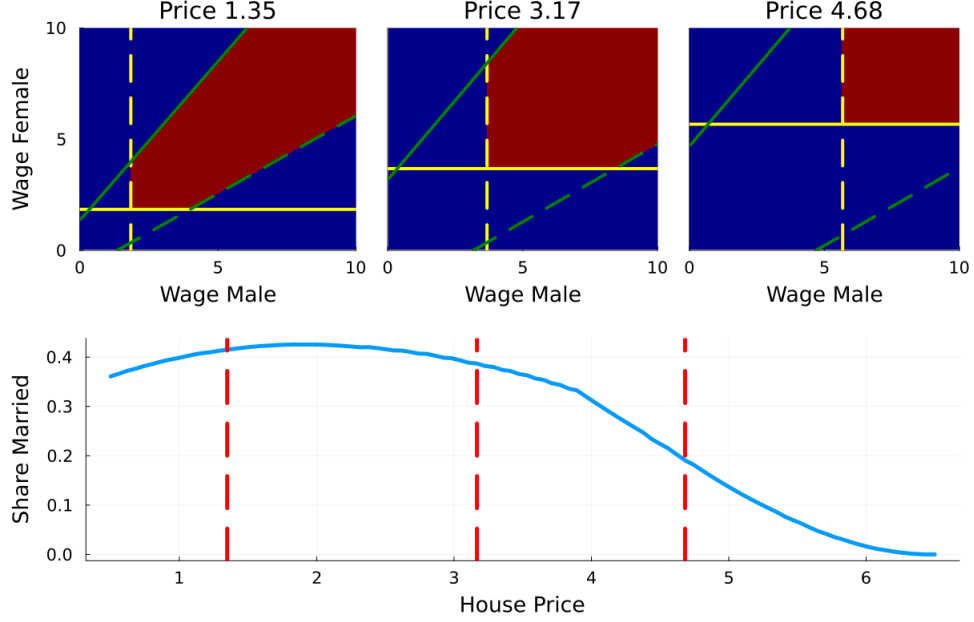 Price 1.35
Price 3.17
Price 4.68
Wage Female
10
5
0
0
5
10
0
5
10
0
5
10
Wage Male
Wage Male
Wage Male
Share Married
0.4
0.3
0.2
0.1
0.0
1
2
3
4
5
6
House Price